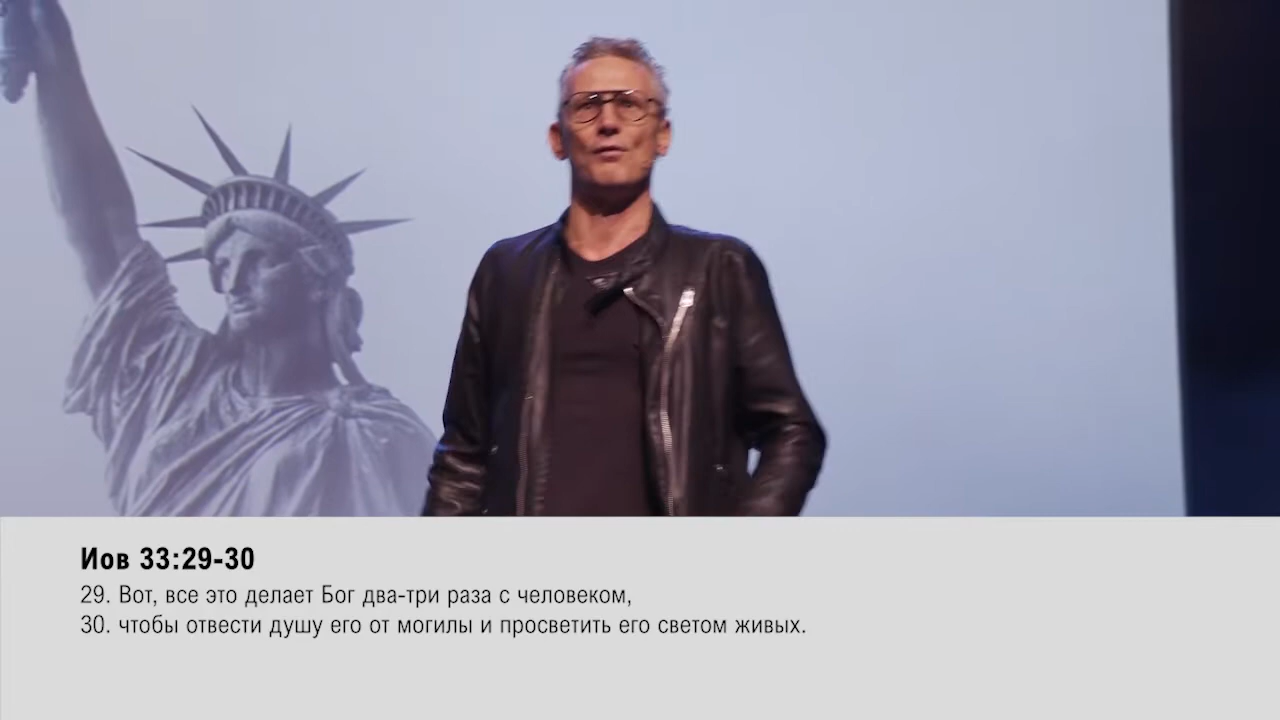 Иов 33:29-30
29. Вот, все это делает Бог два-три раза с человеком,
30. чтобы отвести душу его от могилы и просветить его светом живых.